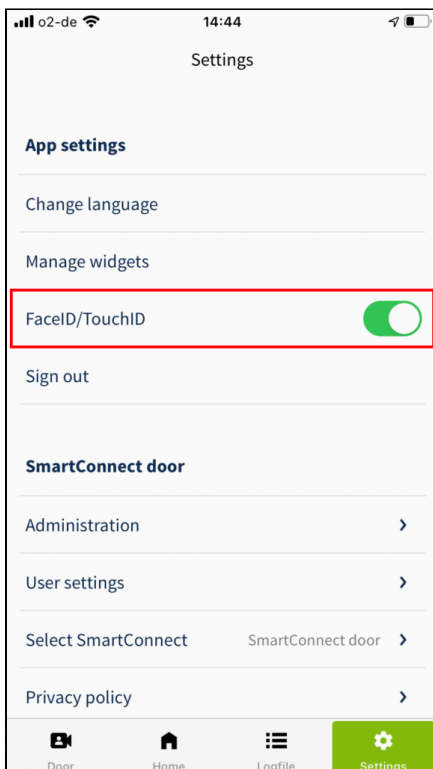 o2-de 14:44
Settings
App settings
Change language
Manage widgets
FaceID/TouchID
Sign out
SmartConnect door
Administration
User settings
Select SmartConnect SmartConnect door
Privacy policy
Door Home Logfile Settings